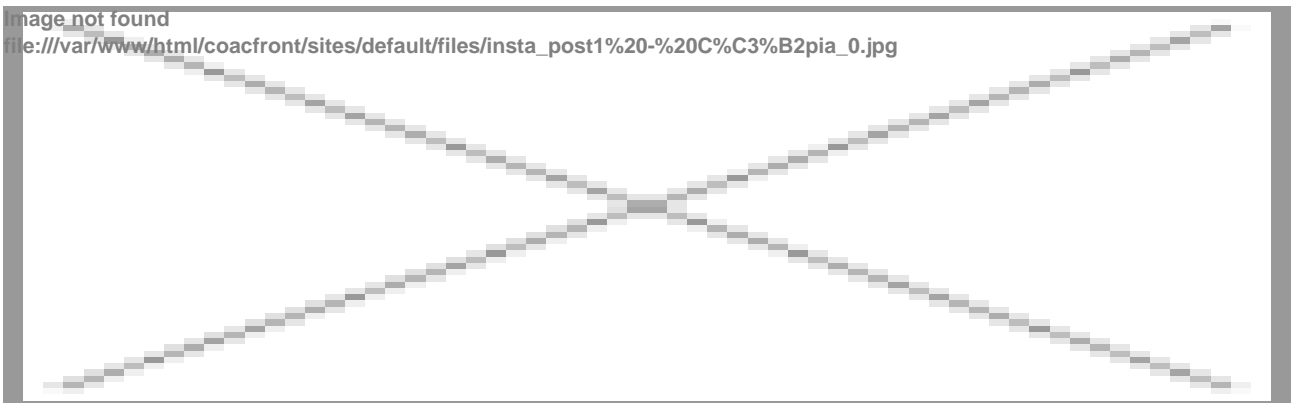 Image not found
file:///var/www/html/coacfront/sites/default/files/insta_post1%20-%20C%C3%B2pia_0.jpg